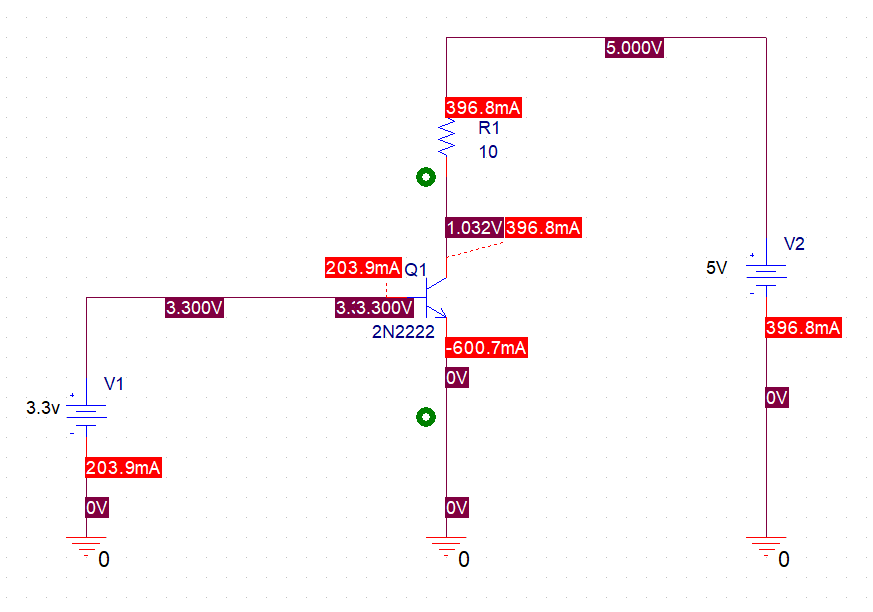 5.000V
396.8mA
R1
10
1.032V 396.8mA
V2
203.9mA Q1
5V
3.300V
3.3
3.300V
396.8mA
2N2222
-600.7mA
0V
V1
3.3v
0V
203.9mA
0V
0V
0
0
0